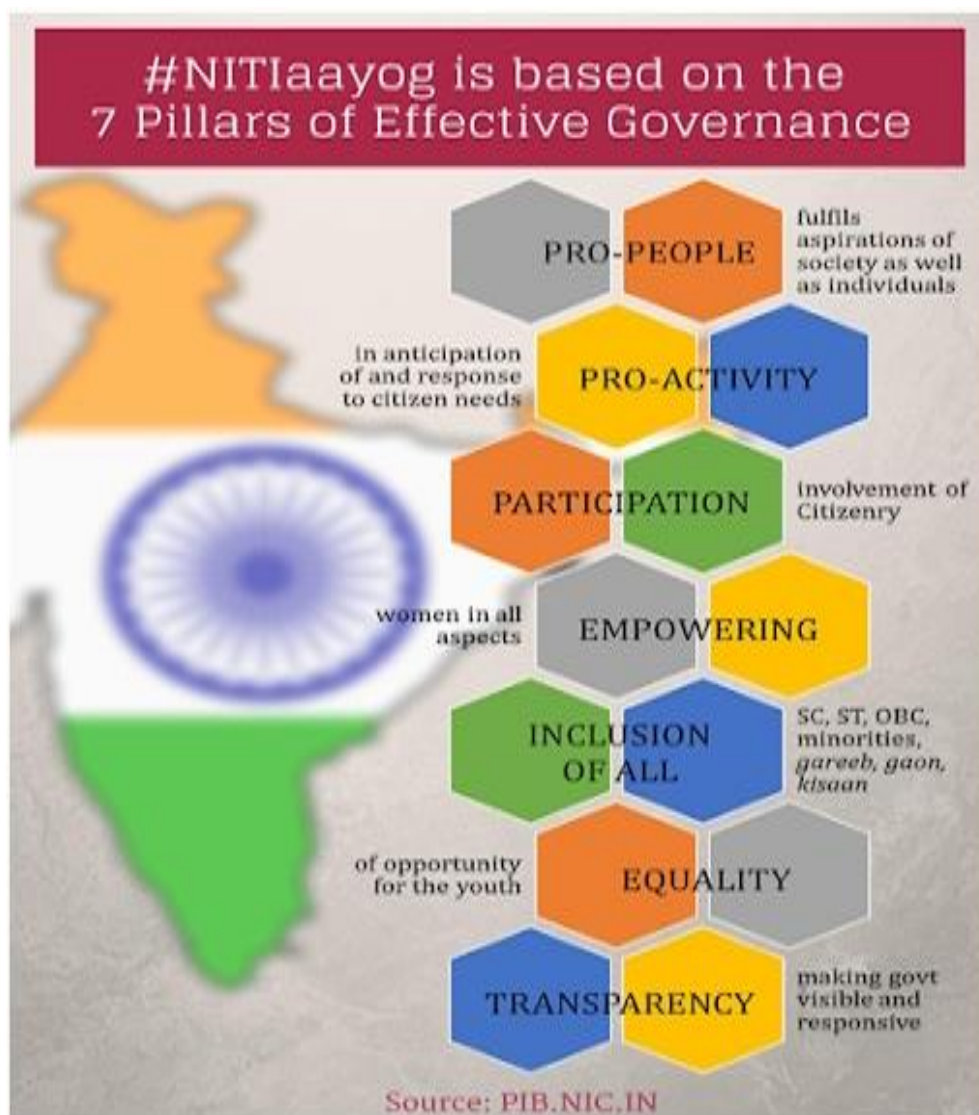 #NITIaayog is based on the
7 Pillars of Effective Governance
PRO-PEOPLE
fulfils
aspirations of
society as well
as individuals
in anticipation
of and response
to citizen needs
PRO-ACTIVITY
PARTICIPATION
involvement of
Citizenry
women in all
aspects
EMPOWERING
INCLUSION
OF ALL
SC, ST, OBC,
minorities,
gareeb, gaon,
kisaan
of opportunity
for the youth
EQUALITY
TRANSPARENCY
making govt
visible and
responsive
Source: PIB.NIC.IN